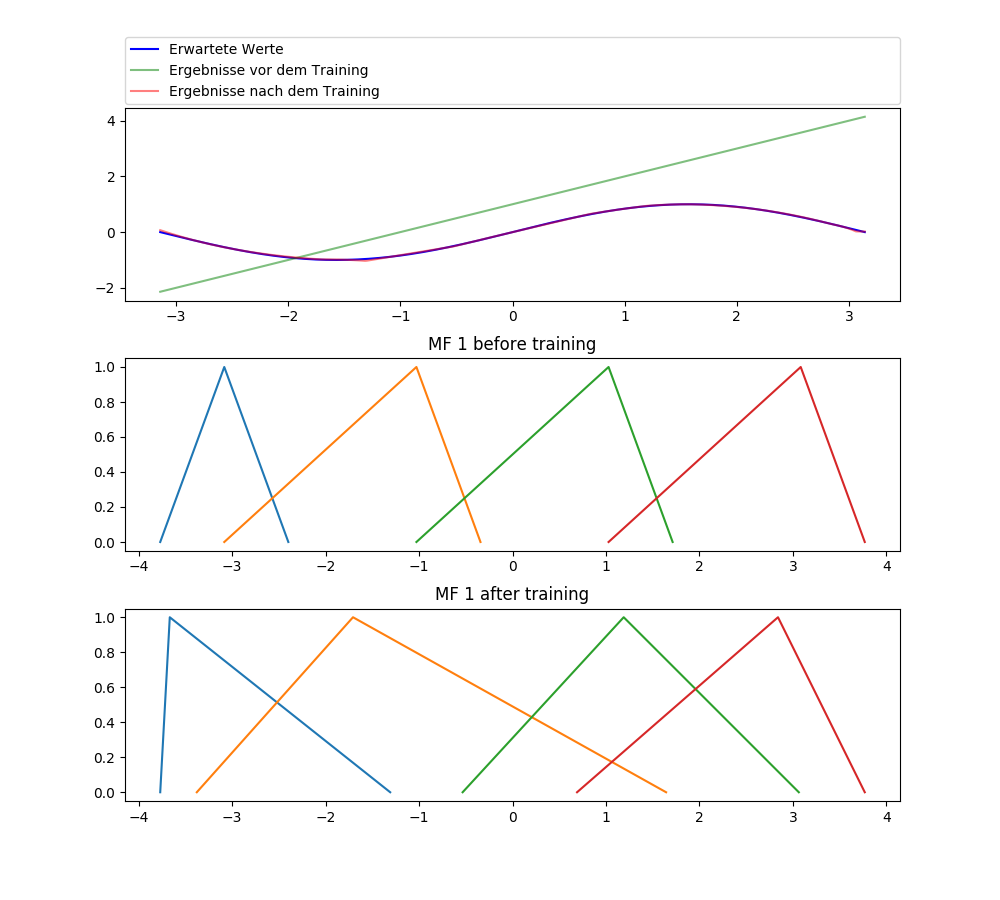 Erwartete Werte
Ergebnisse vor dem Training
Ergebnisse nach dem Training
4
2
0
−2
−3 −2 −1 0 1 2 3
MF 1 before training
1.0
0.8
0.6
0.4
0.2
0.0
−4 −3 −2 −1 0 1 2 3 4
MF 1 after training
1.0
0.8
0.6
0.4
0.2
0.0
−4 −3 −2 −1 0 1 2 3 4